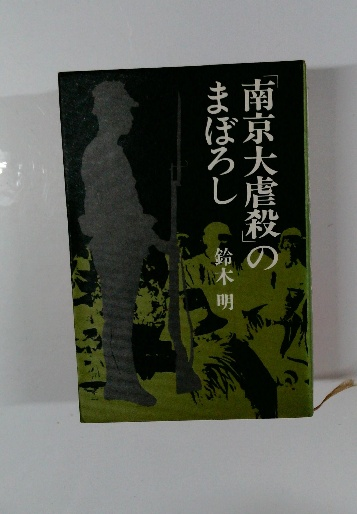 「南京大虐殺」の
まぼろし
鈴木 明